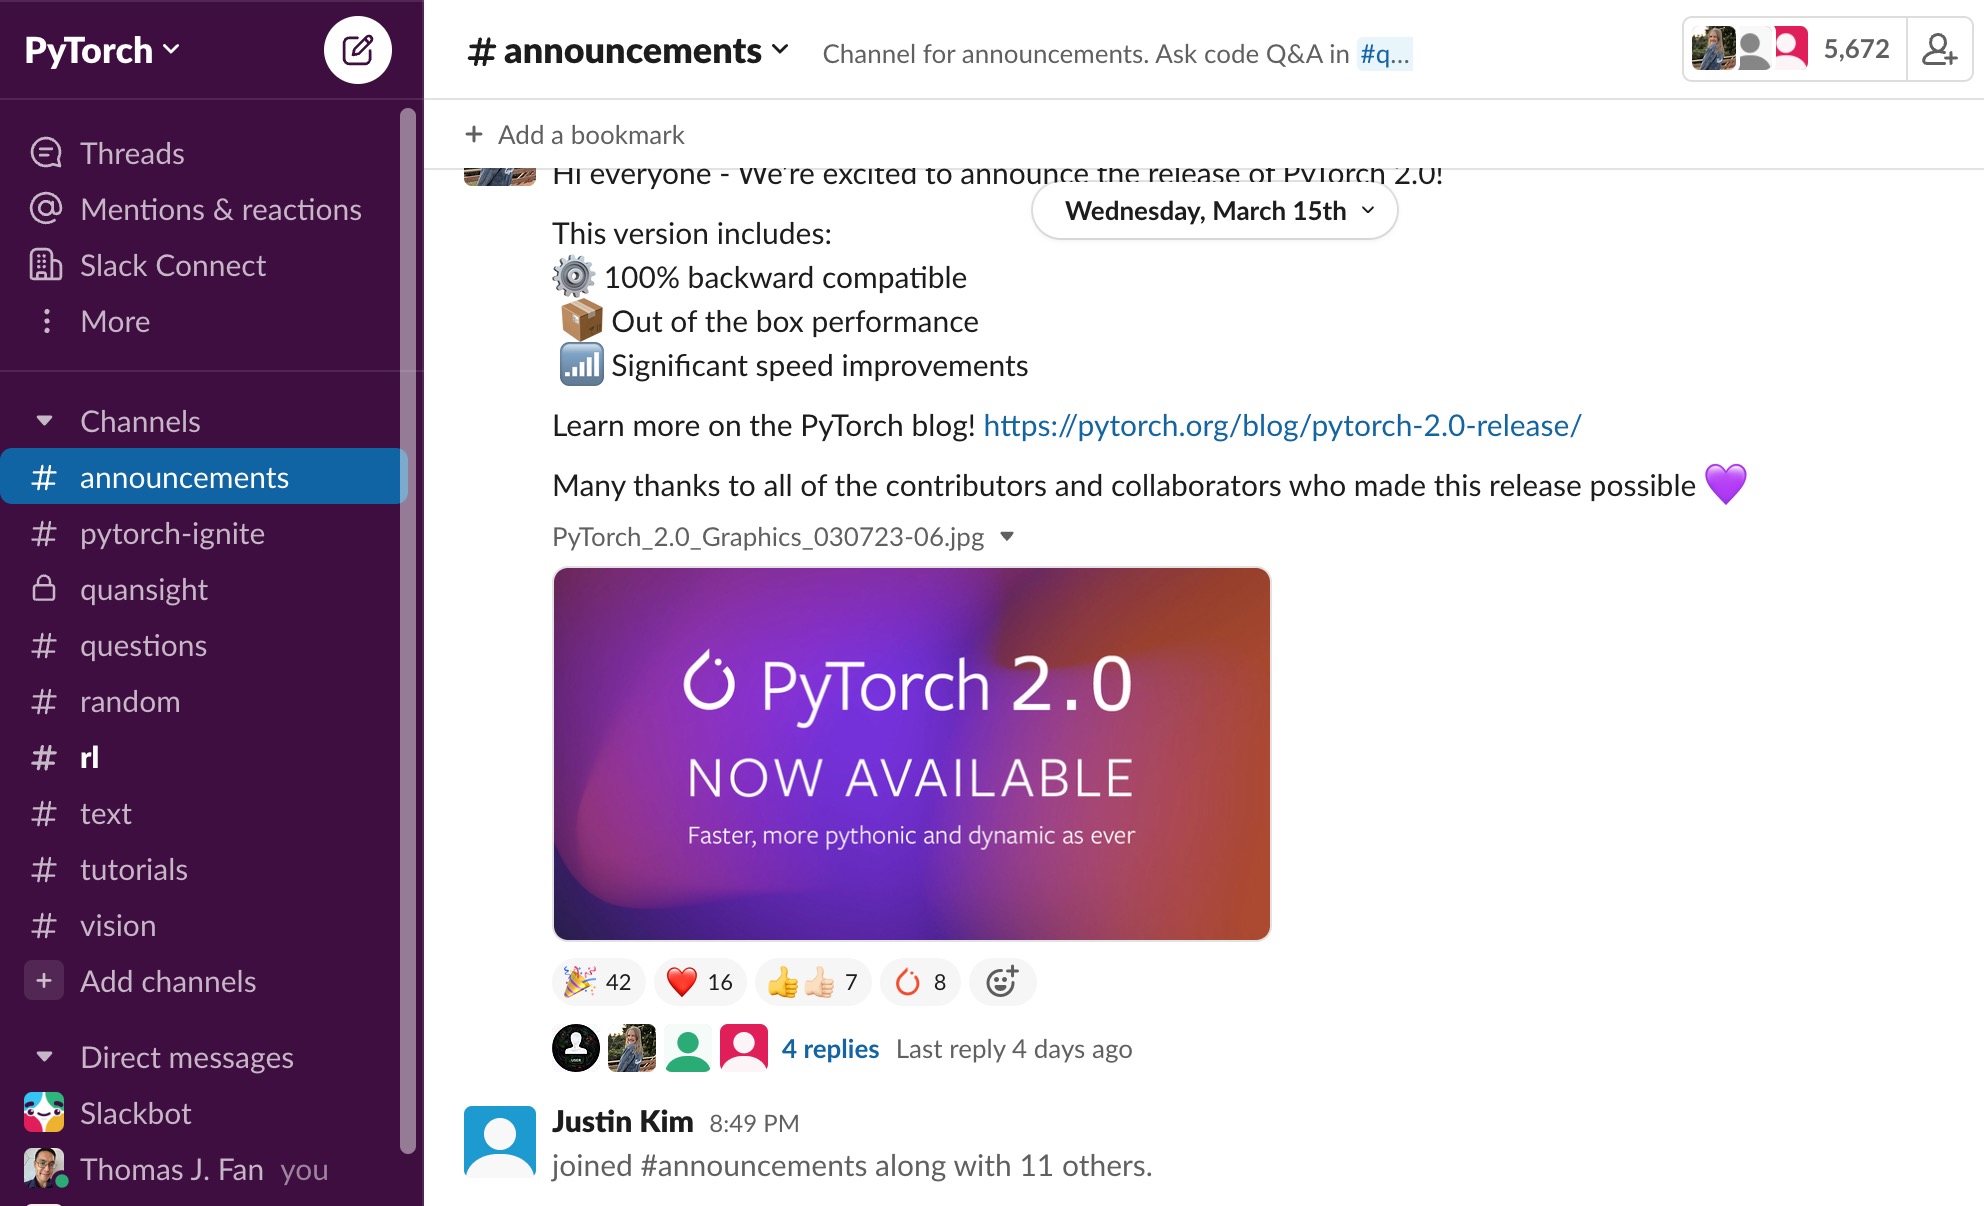 PyTorch
Threads
Mentions & reactions
Slack Connect
More
Channels
# announcements
# pytorch-ignite
quansight
# questions
# random
# rl
# text
# tutorials
# vision
+ Add channels
Direct messages
Slackbot
Thomas J. Fan you
# announcements
Channel for announcements. Ask code Q&A in #q...
5,672
+ Add a bookmark
Hi everyone - We're excited to announce the release of PyTorch 2.0!
Wednesday, March 15th
This version includes:
100% backward compatible
Out of the box performance
Significant speed improvements
Learn more on the PyTorch blog! https://pytorch.org/blog/pytorch-2.0-release/
Many thanks to all of the contributors and collaborators who made this release possible
PyTorch_2.0_Graphics_030723-06.jpg
PyTorch 2.0
NOW AVAILABLE
Faster, more pythonic and dynamic as ever
42 16 7 8
4 replies Last reply 4 days ago
Justin Kim 8:49 PM
joined #announcements along with 11 others.